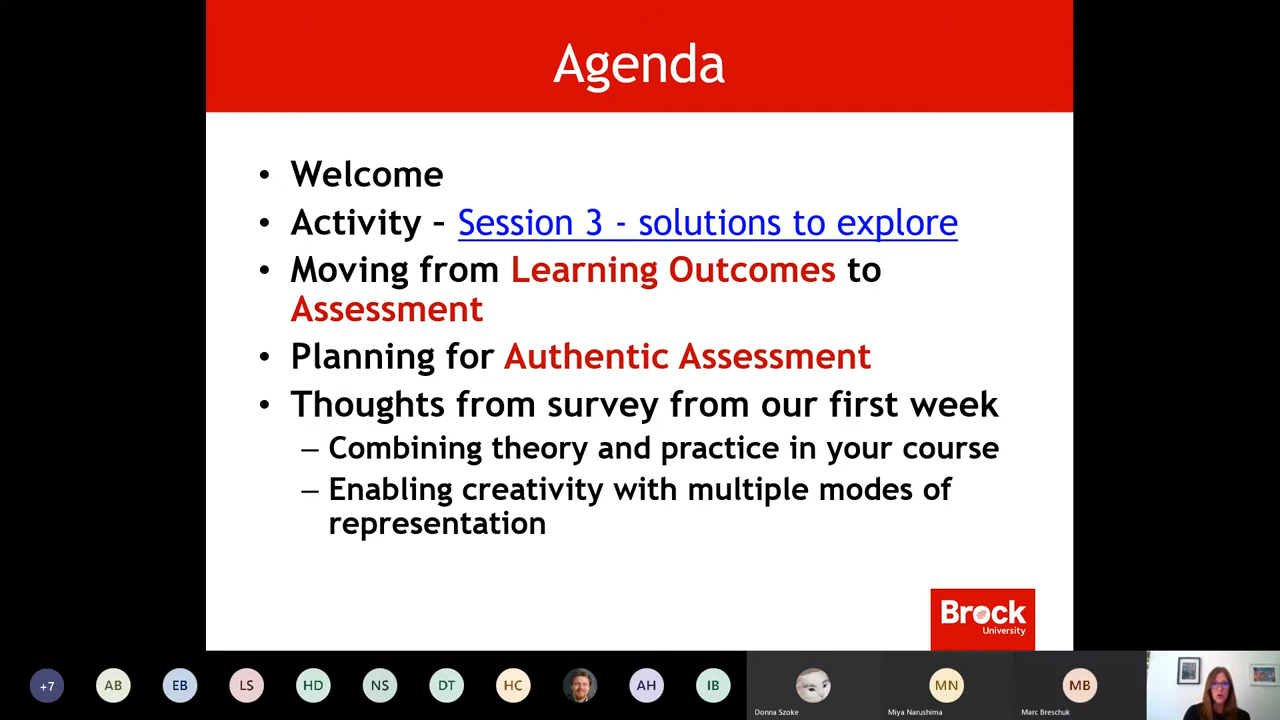 Agenda
• Welcome
• Activity – Session 3 - solutions to explore
• Moving from Learning Outcomes to
Assessment
• Planning for Authentic Assessment
• Thoughts from survey from our first week
– Combining theory and practice in your course
– Enabling creativity with multiple modes of
representation
Brock
University
+7 AB EB LS HD NS DT HC AH IB MN MB
Donna Szoke Miya Narushima Marc Breschuk